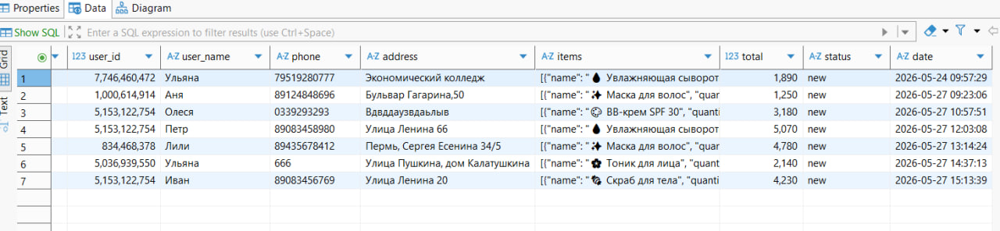 Properties Data Diagram
Show SQL Enter a SQL expression to filter results (use Ctrl+Space)
Grid
Text
123 user_id A-Z user_name A-Z phone A-Z address A-Z items 123 total A-Z status A-Z date
1 7,746,460,472 Ульяна 79519280777 Экономический колледж [{"name": "💧 Увлажняющая сыворот 1,890 new 2026-05-24 09:57:29
2 1,000,614,914 Аня 89124848696 Бульвар Гагарина,50 [{"name": "✨ Маска для волос", "quar 1,250 new 2026-05-27 09:23:06
3 5,153,122,754 Олеся 0339293293 Вдвддаузвдаьлыв [{"name": "🎨 BB-крем SPF 30", "quanti 3,180 new 2026-05-27 10:57:51
4 5,153,122,754 Петр 89083458980 Улица Ленина 66 [{"name": "💧 Увлажняющая сыворот 5,070 new 2026-05-27 12:03:08
5 834,468,378 Лили 89435678412 Пермь, Сергея Есенина 34/5 [{"name": "✨ Маска для волос", "quar 4,780 new 2026-05-27 13:14:24
6 5,036,939,550 Ульяна 666 Улица Пушкина, дом Калатушкина [{"name": "🌸 Тоник для лица", "quant 2,140 new 2026-05-27 14:37:13
7 5,153,122,754 Иван 89083456769 Улица Ленина 20 [{"name": "🐚 Скраб для тела", "quanti 4,230 new 2026-05-27 15:13:39